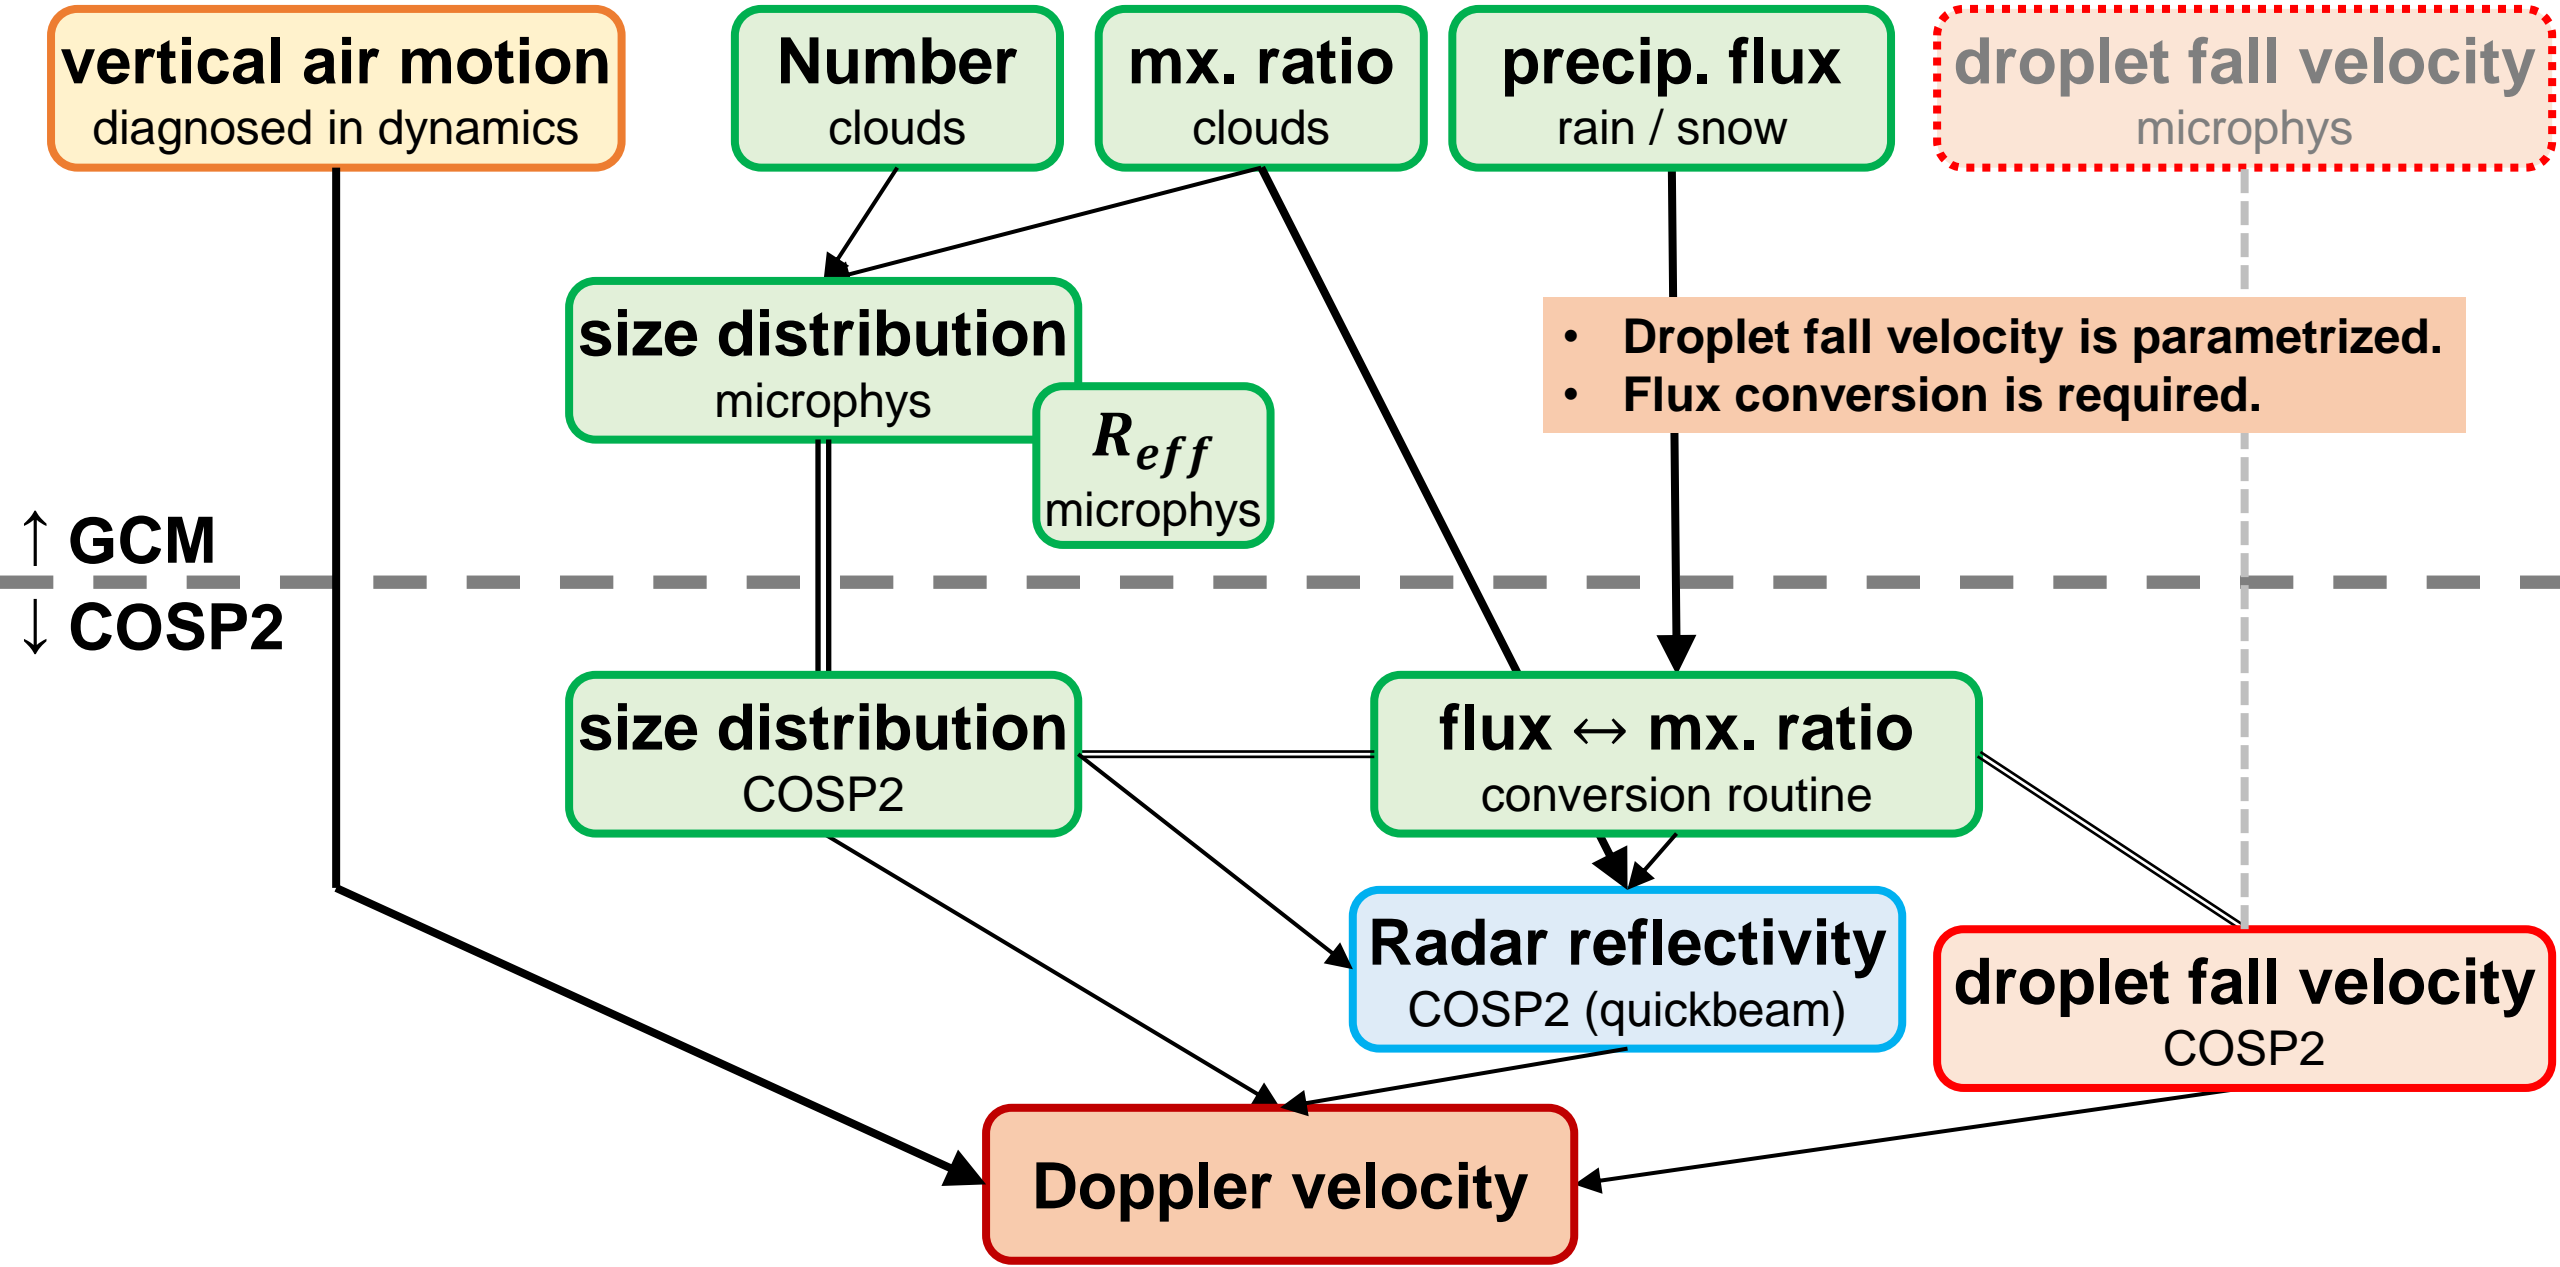 vertical air motion
diagnosed in dynamics
Number
clouds
mx. ratio
clouds
precip. flux
rain / snow
droplet fall velocity
microphys
size distribution
microphys
R_eff
microphys
• Droplet fall velocity is parametrized.
• Flux conversion is required.
↑ GCM
↓ COSP2
size distribution
COSP2
flux ↔ mx. ratio
conversion routine
Radar reflectivity
COSP2 (quickbeam)
droplet fall velocity
COSP2
Doppler velocity